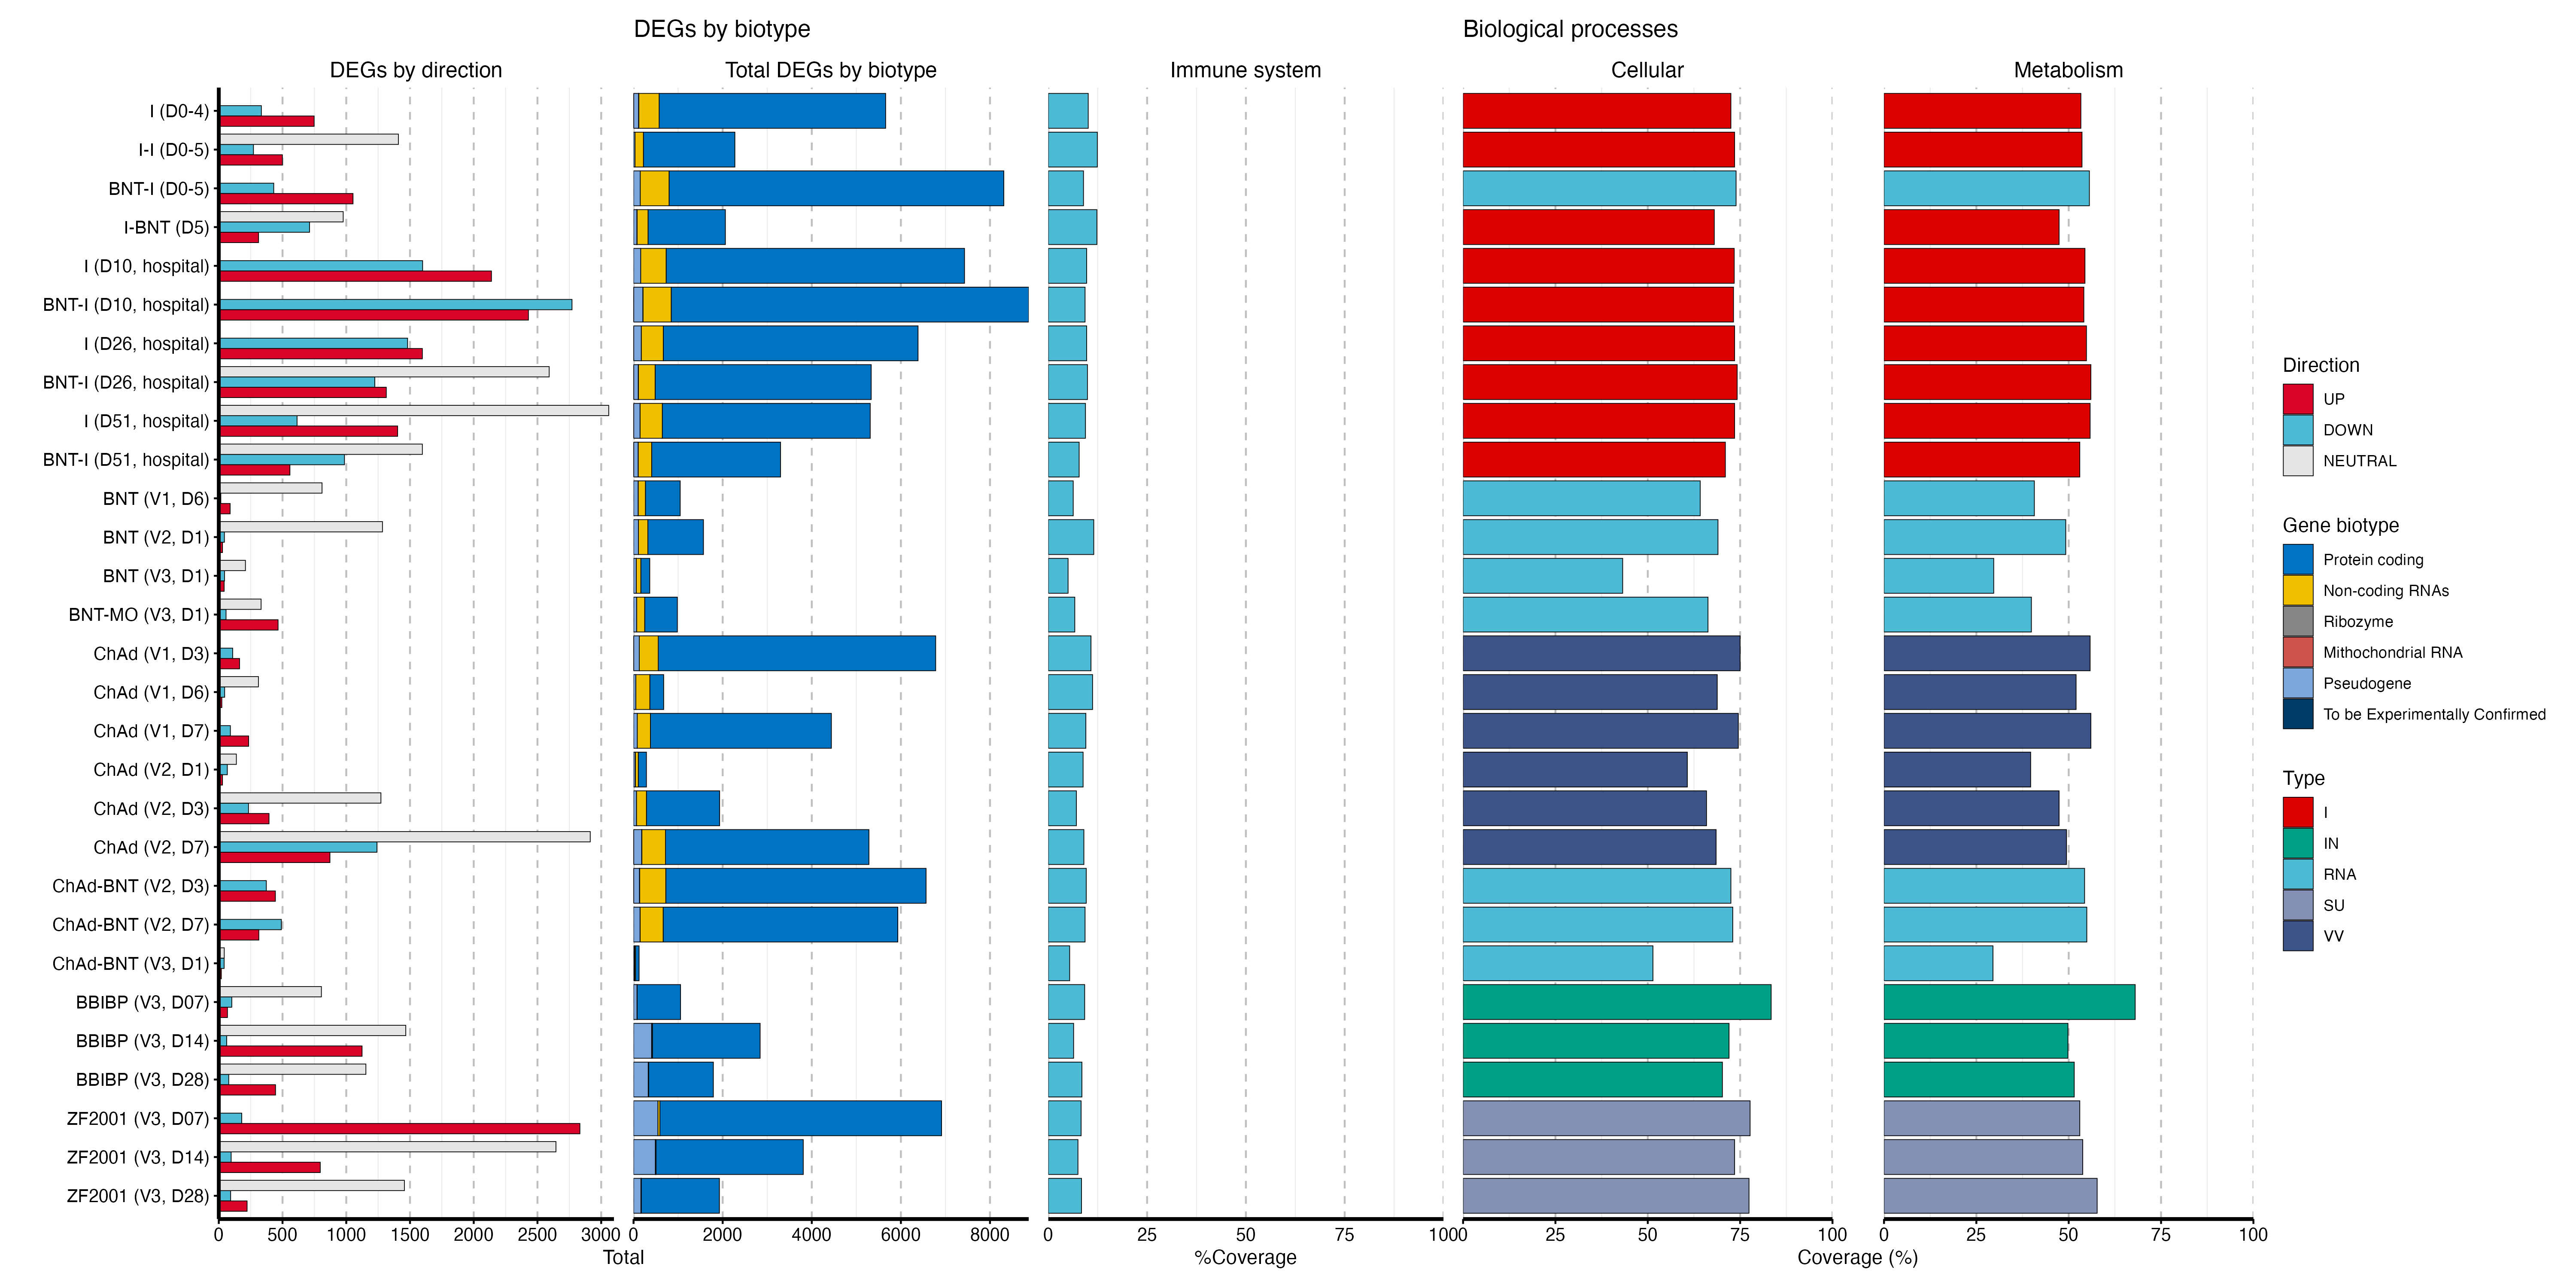 DEGs by biotype
Biological processes
DEGs by direction
Total DEGs by biotype
Immune system
Cellular
Metabolism
I (D0-4)
I-I (D0-5)
BNT-I (D0-5)
I-BNT (D5)
I (D10, hospital)
BNT-I (D10, hospital)
I (D26, hospital)
BNT-I (D26, hospital)
I (D51, hospital)
BNT-I (D51, hospital)
BNT (V1, D6)
BNT (V2, D1)
BNT (V3, D1)
BNT-MO (V3, D1)
ChAd (V1, D3)
ChAd (V1, D6)
ChAd (V1, D7)
ChAd (V2, D1)
ChAd (V2, D3)
ChAd (V2, D7)
ChAd-BNT (V2, D3)
ChAd-BNT (V2, D7)
ChAd-BNT (V3, D1)
BBIBP (V3, D07)
BBIBP (V3, D14)
BBIBP (V3, D28)
ZF2001 (V3, D07)
ZF2001 (V3, D14)
ZF2001 (V3, D28)
0 500 1000 1500 2000 2500 3000
0 2000 4000 6000 8000
0 25 50 75 100
0 25 50 75 100
0 25 50 75 100
Total
%Coverage
Coverage (%)
Direction
UP
DOWN
NEUTRAL
Gene biotype
Protein coding
Non-coding RNAs
Ribozyme
Mithochondrial RNA
Pseudogene
To be Experimentally Confirmed
Type
I
IN
RNA
SU
VV